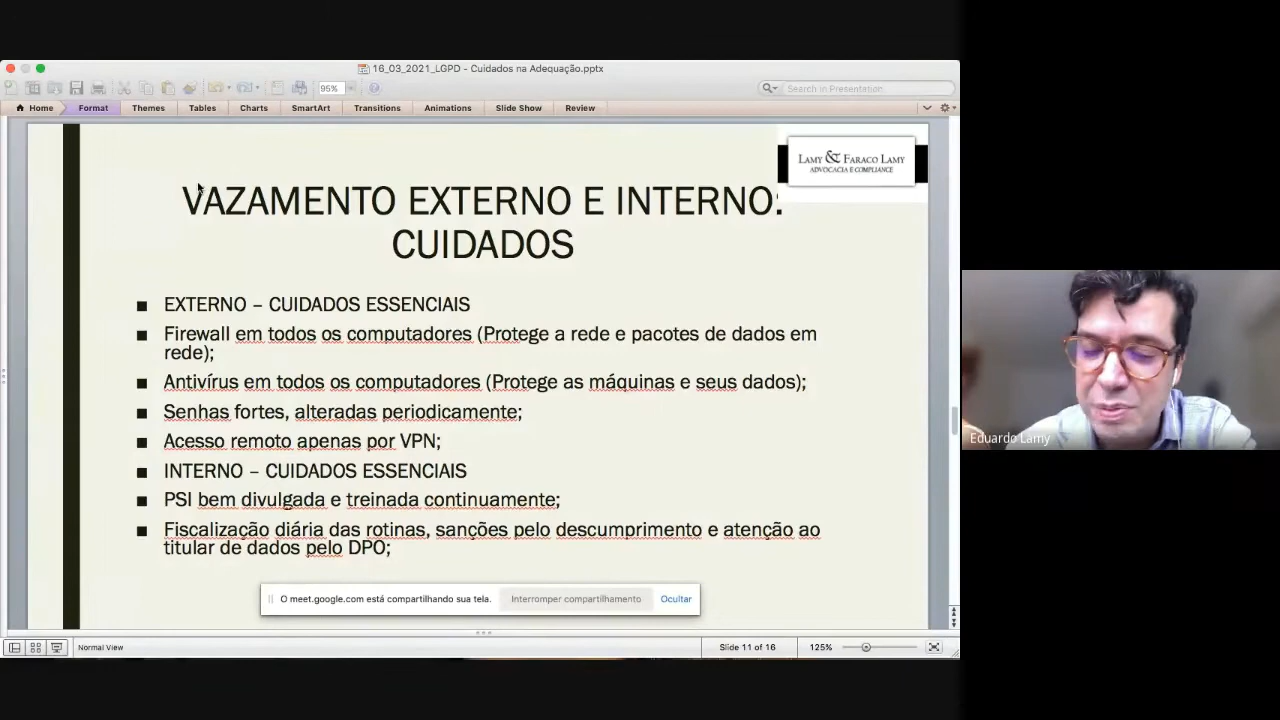 16_03_2021_LGPD - Cuidados na Adequação.pptx
95%
Search in Presentation
Home Format Themes Tables Charts SmartArt Transitions Animations Slide Show Review
LAMY & FARACO LAMY
ADVOCACIA E COMPLIANCE
VAZAMENTO EXTERNO E INTERNO:
CUIDADOS
■ EXTERNO – CUIDADOS ESSENCIAIS
■ Firewall em todos os computadores (Protege a rede e pacotes de dados em
rede);
■ Antivírus em todos os computadores (Protege as máquinas e seus dados);
■ Senhas fortes, alteradas periodicamente;
■ Acesso remoto apenas por VPN;
■ INTERNO – CUIDADOS ESSENCIAIS
■ PSI bem divulgada e treinada continuamente;
■ Fiscalização diária das rotinas, sanções pelo descumprimento e atenção ao
titular de dados pelo DPO;
O meet.google.com está compartilhando sua tela. Interromper compartilhamento Ocultar
Normal View Slide 11 of 16 125%
Eduardo Lamy